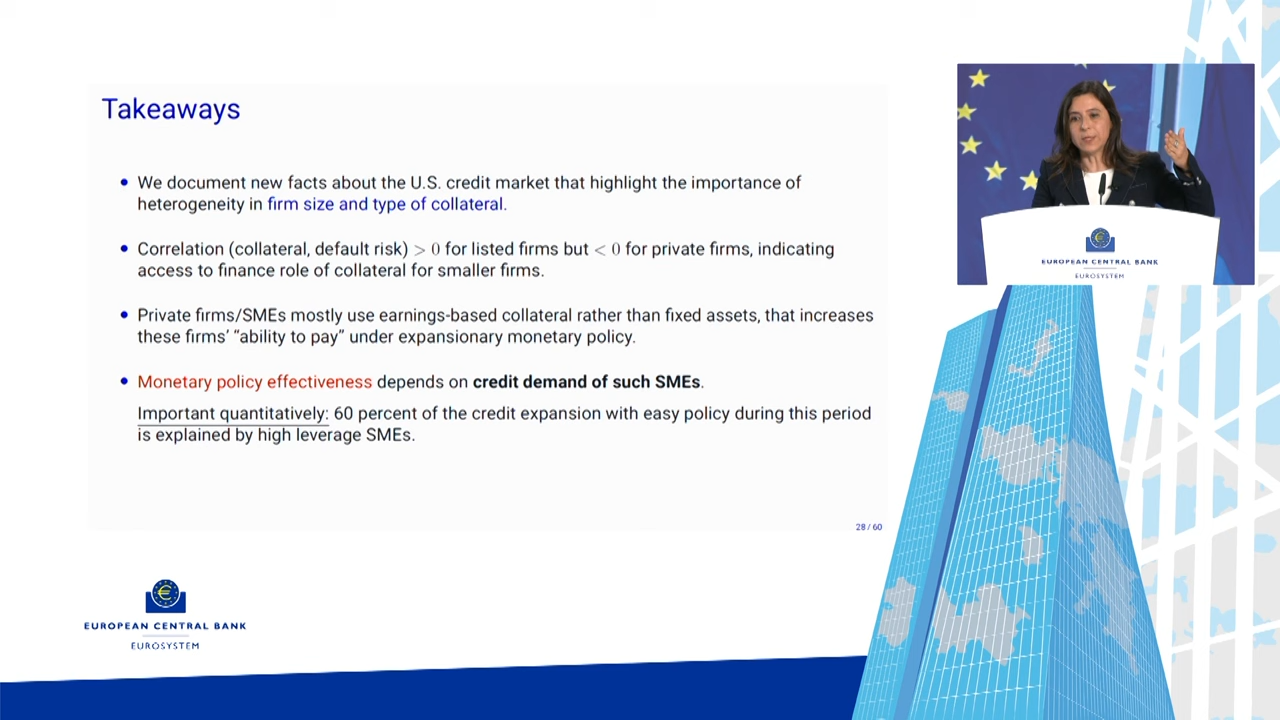 Takeaways
• We document new facts about the U.S. credit market that highlight the importance of
heterogeneity in firm size and type of collateral.
• Correlation (collateral, default risk) > 0 for listed firms but < 0 for private firms, indicating
access to finance role of collateral for smaller firms.
• Private firms/SMEs mostly use earnings-based collateral rather than fixed assets, that increases
these firms’ “ability to pay” under expansionary monetary policy.
• Monetary policy effectiveness depends on credit demand of such SMEs.
Important quantitatively: 60 percent of the credit expansion with easy policy during this period
is explained by high leverage SMEs.
28 / 60
EUROPEAN CENTRAL BANK
EUROSYSTEM
EUROPEAN CENTRAL BANK
EUROSYSTEM